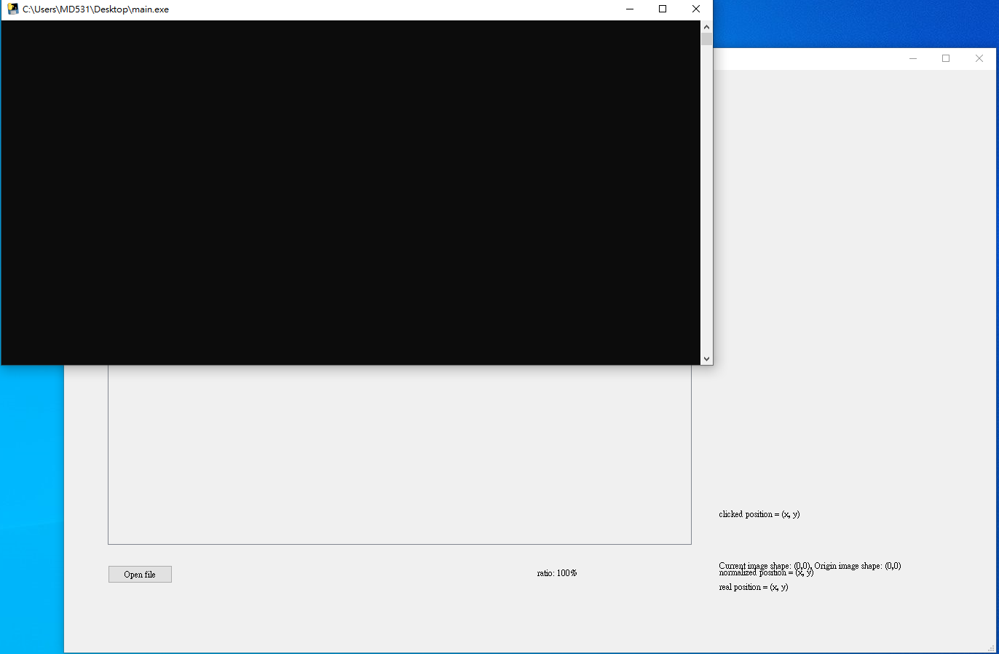 C:\Users\MD531\Desktop\main.exe
clicked position = (x, y)
Current image shape: (0,0), Origin image shape: (0,0)
Open file
ratio: 100%
normalized position = (x, y)
real position = (x, y)